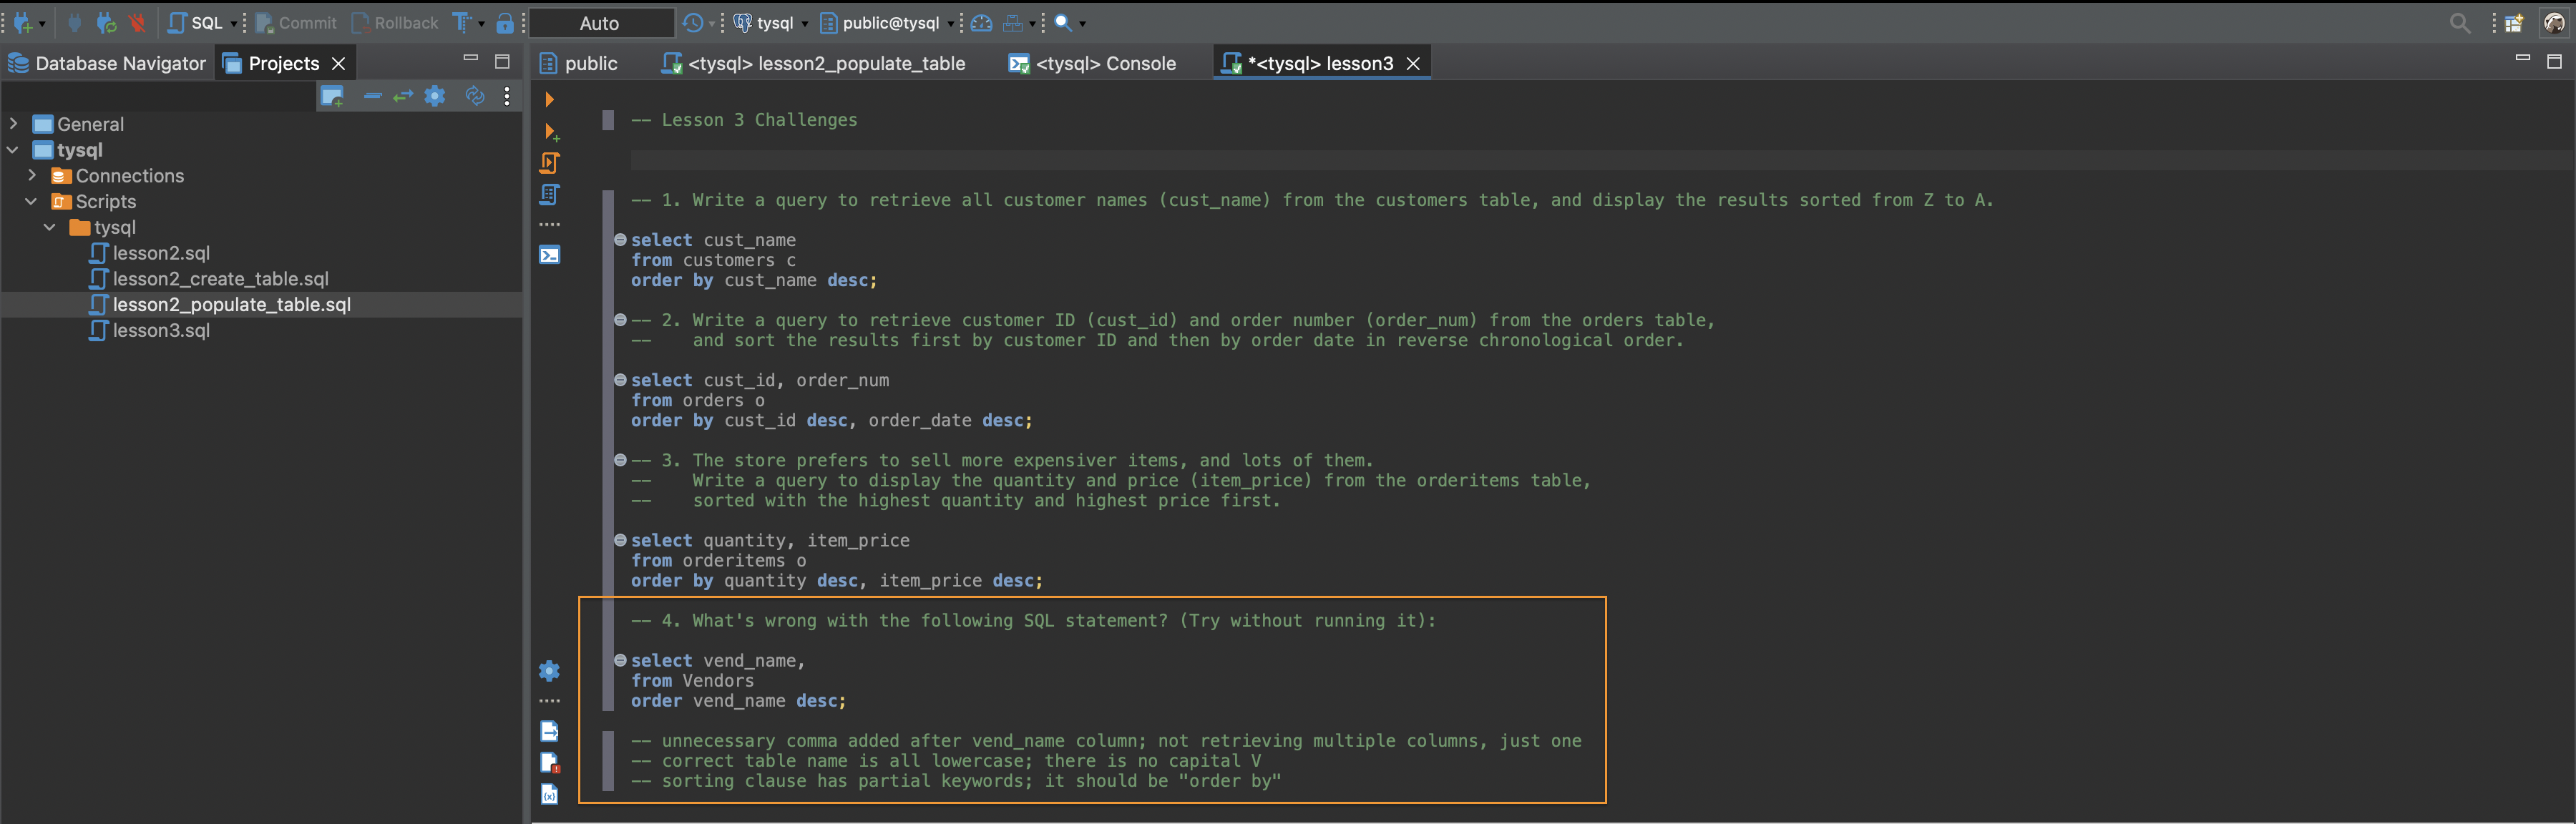 SQL
Commit
Rollback
Auto
tysql
public@tysql
Database Navigator
Projects
General
tysql
Connections
Scripts
tysql
lesson2.sql
lesson2_create_table.sql
lesson2_populate_table.sql
lesson3.sql
public
<tysql> lesson2_populate_table
<tysql> Console
*<tysql> lesson3
-- Lesson 3 Challenges
-- 1. Write a query to retrieve all customer names (cust_name) from the customers table, and display the results sorted from Z to A.
select cust_name
from customers c
order by cust_name desc;
-- 2. Write a query to retrieve customer ID (cust_id) and order number (order_num) from the orders table,
--    and sort the results first by customer ID and then by order date in reverse chronological order.
select cust_id, order_num
from orders o
order by cust_id desc, order_date desc;
-- 3. The store prefers to sell more expensiver items, and lots of them.
--    Write a query to display the quantity and price (item_price) from the orderitems table,
--    sorted with the highest quantity and highest price first.
select quantity, item_price
from orderitems o
order by quantity desc, item_price desc;
-- 4. What's wrong with the following SQL statement? (Try without running it):
select vend_name,
from Vendors
order vend_name desc;
-- unnecessary comma added after vend_name column; not retrieving multiple columns, just one
-- correct table name is all lowercase; there is no capital V
-- sorting clause has partial keywords; it should be "order by"